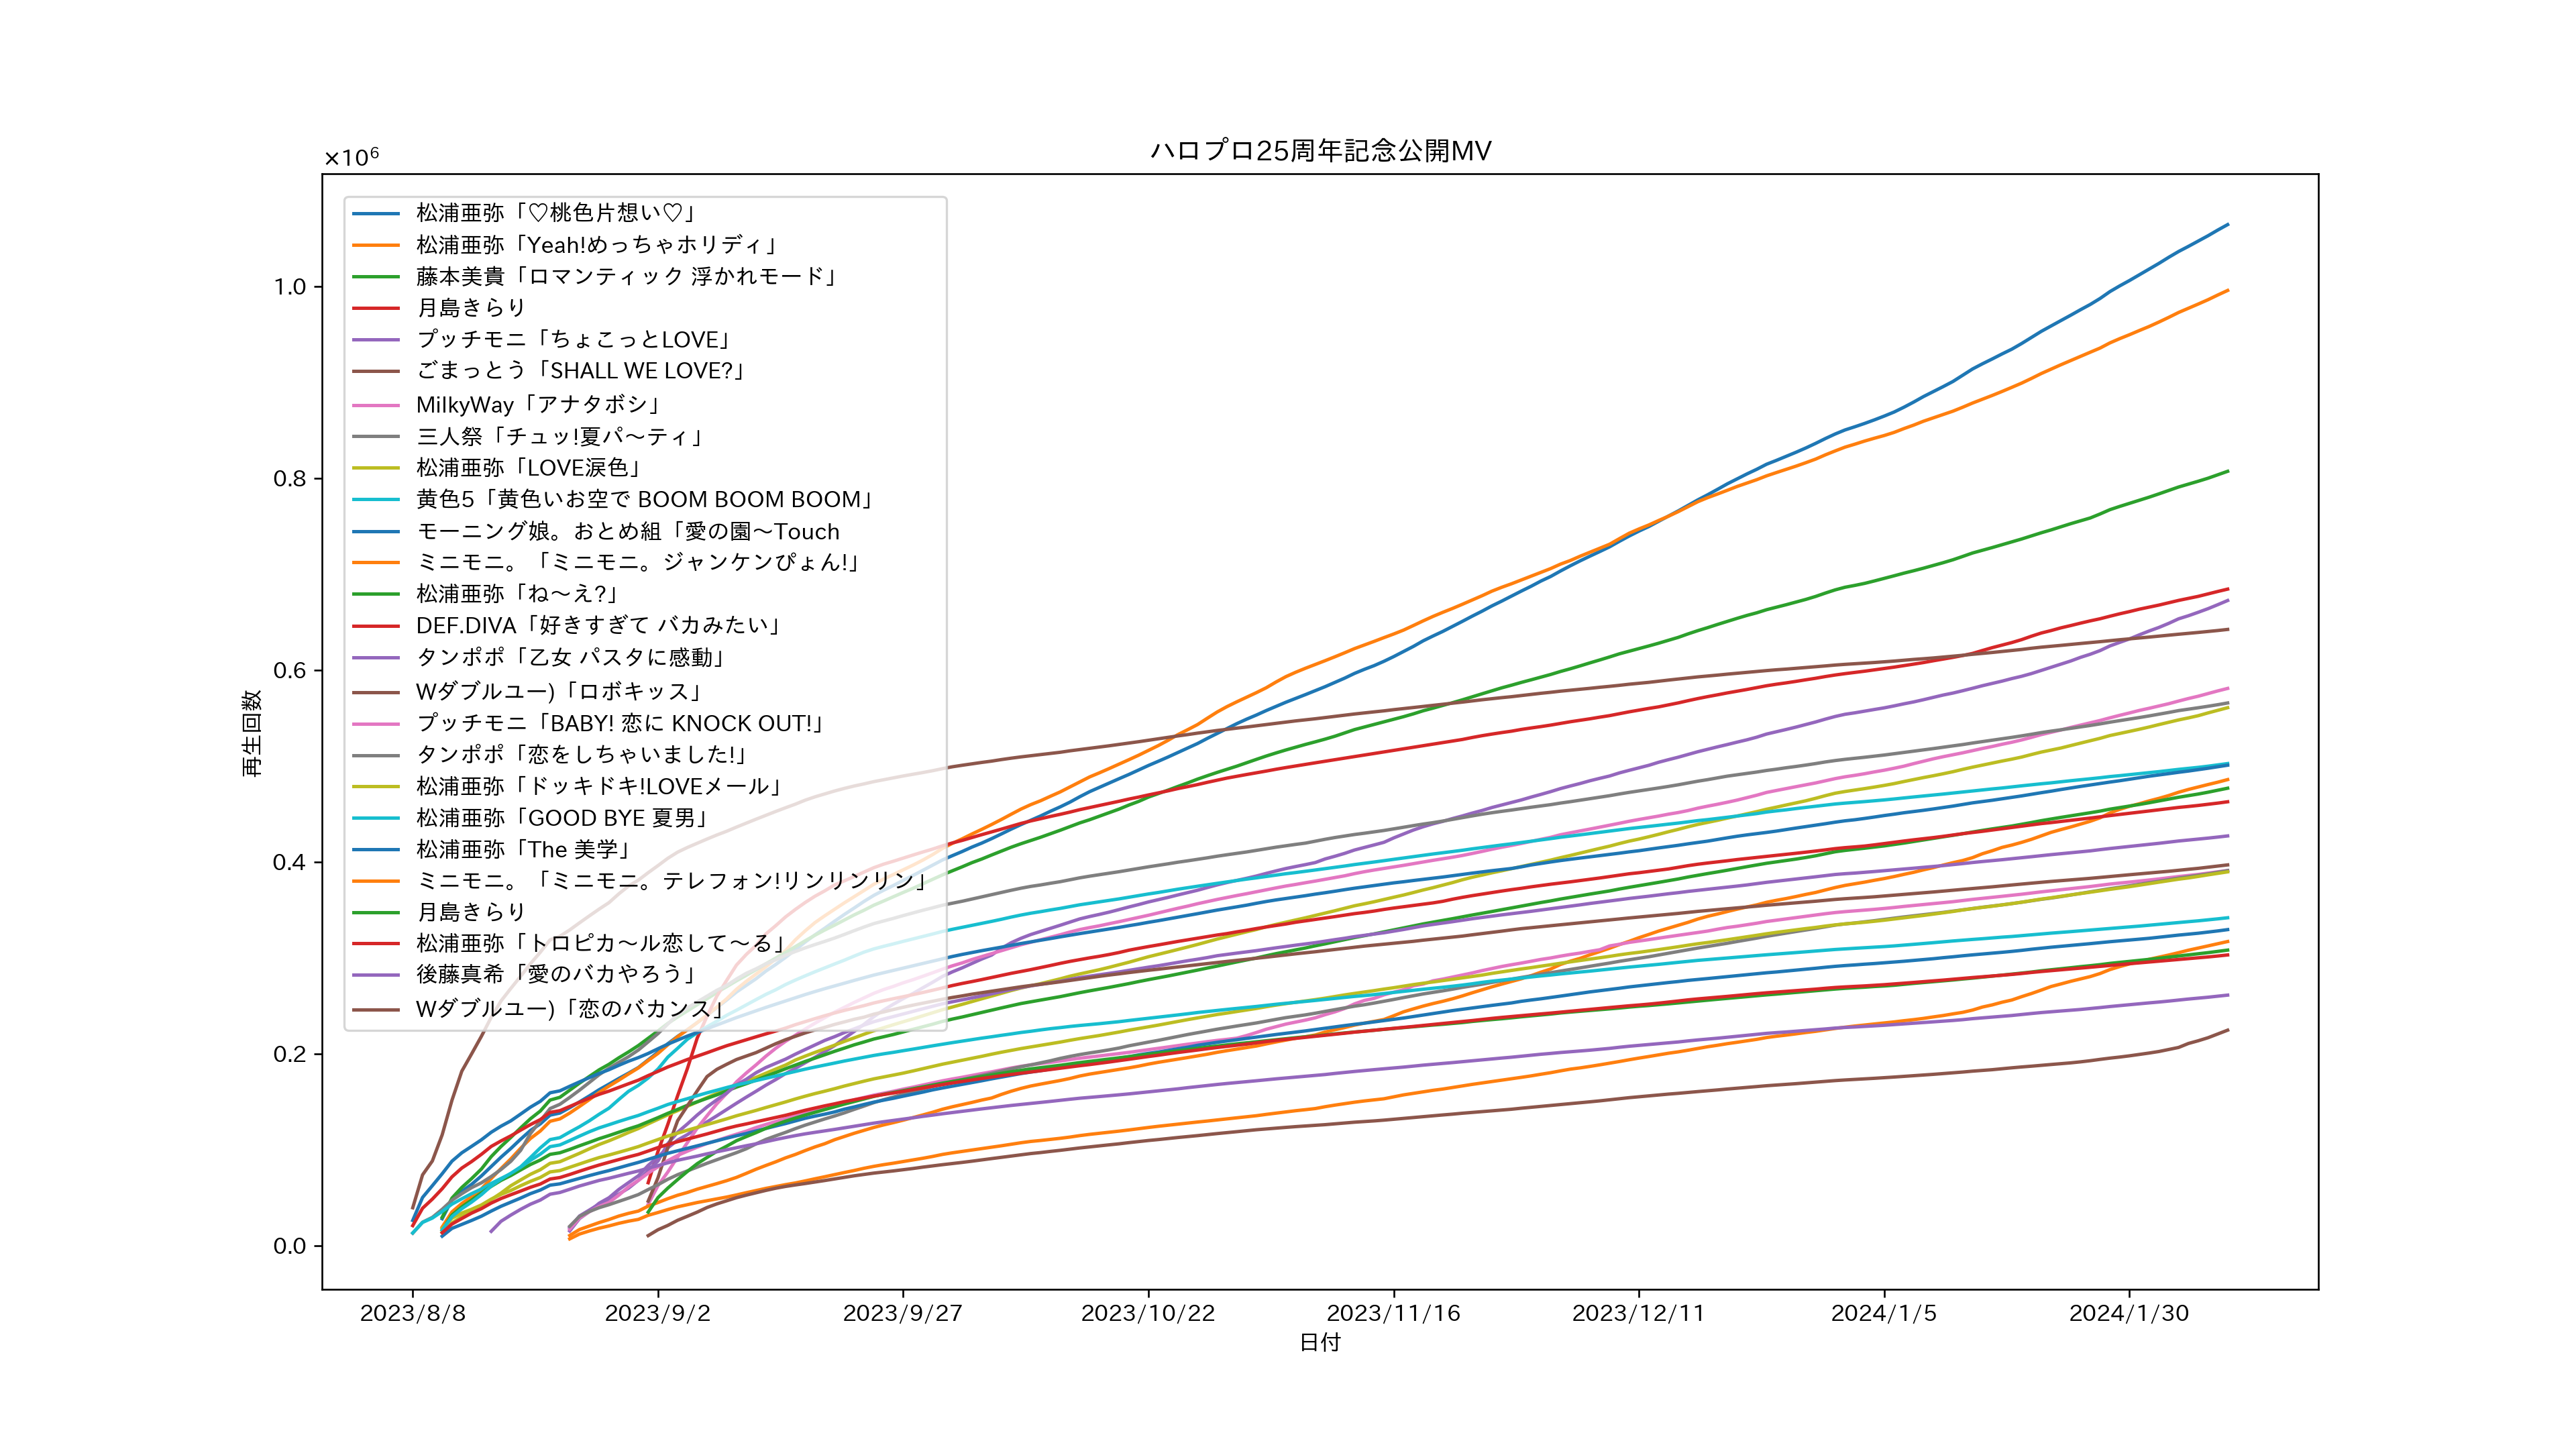 ハロプロ25周年記念公開MV
×10⁶
松浦亜弥「♡桃色片想い♡」
松浦亜弥「Yeah!めっちゃホリディ」
藤本美貴「ロマンティック 浮かれモード」
月島きらり
プッチモニ「ちょこっとLOVE」
ごまっとう「SHALL WE LOVE?」
MilkyWay「アナタボシ」
三人祭「チュッ!夏パ〜ティ」
松浦亜弥「LOVE涙色」
黄色5「黄色いお空で BOOM BOOM BOOM」
モーニング娘。おとめ組「愛の園〜Touch
ミニモニ。「ミニモニ。ジャンケンぴょん!」
松浦亜弥「ね〜え?」
DEF.DIVA「好きすぎて バカみたい」
タンポポ「乙女 パスタに感動」
Wダブルユー)「ロボキッス」
プッチモニ「BABY! 恋に KNOCK OUT!」
タンポポ「恋をしちゃいました!」
松浦亜弥「ドッキドキ!LOVEメール」
松浦亜弥「GOOD BYE 夏男」
松浦亜弥「The 美学」
ミニモニ。「ミニモニ。テレフォン!リンリンリン」
月島きらり
松浦亜弥「トロピカ〜ル恋して〜る」
後藤真希「愛のバカやろう」
Wダブルユー)「恋のバカンス」
1.0
0.8
0.6
0.4
0.2
0.0
再生回数
2023/8/8 2023/9/2 2023/9/27 2023/10/22 2023/11/16 2023/12/11 2024/1/5 2024/1/30
日付